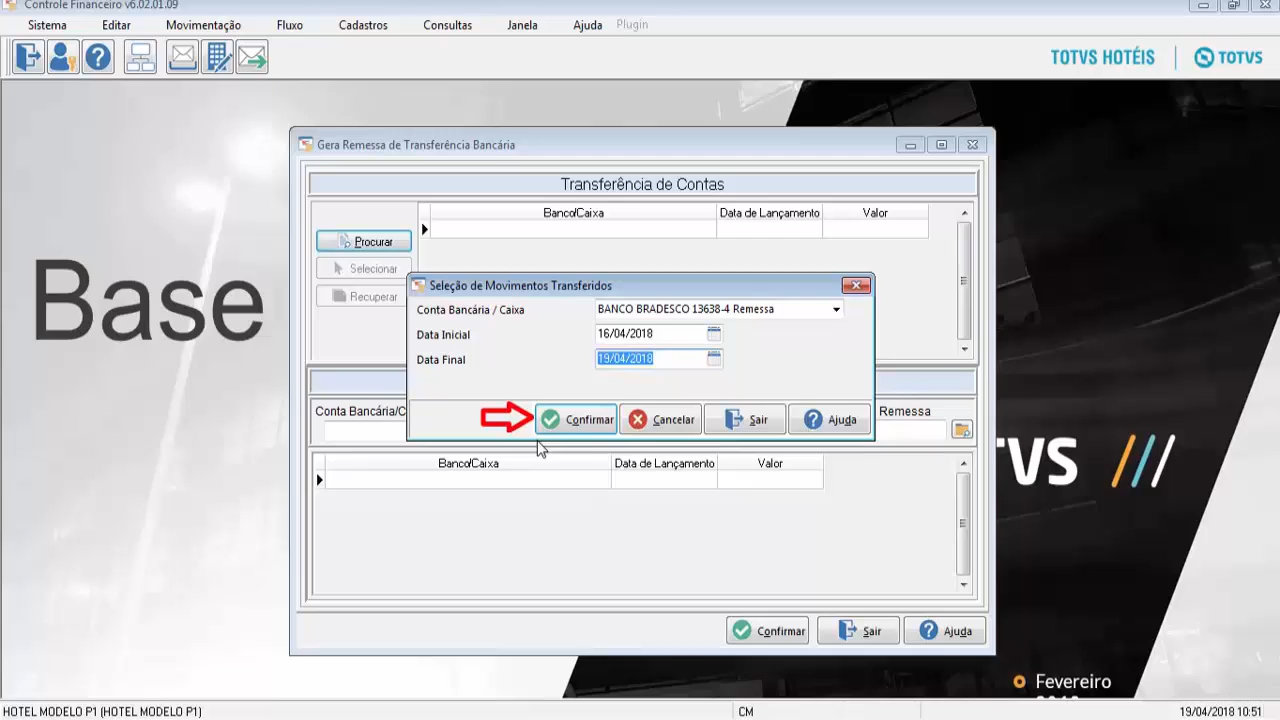 Controle Financeiro v6.02.01.09
Sistema Editar Movimentação Fluxo Cadastros Consultas Janela Ajuda Plugin
TOTVS HOTÉIS TOTVS
Base
Gera Remessa de Transferência Bancária
Transferência de Contas
Banco/Caixa Data de Lançamento Valor
Procurar
Selecionar
Recuperar
Seleção de Movimentos Transferidos
Conta Bancária / Caixa BANCO BRADESCO 13638-4 Remessa
Data Inicial 16/04/2018
Data Final 19/04/2018
Confirmar Cancelar Sair Ajuda
Conta Bancária/C Remessa
Banco/Caixa Data de Lançamento Valor
VS
Confirmar Sair Ajuda
Fevereiro
HOTEL MODELO P1 (HOTEL MODELO P1) CM 19/04/2018 10:51